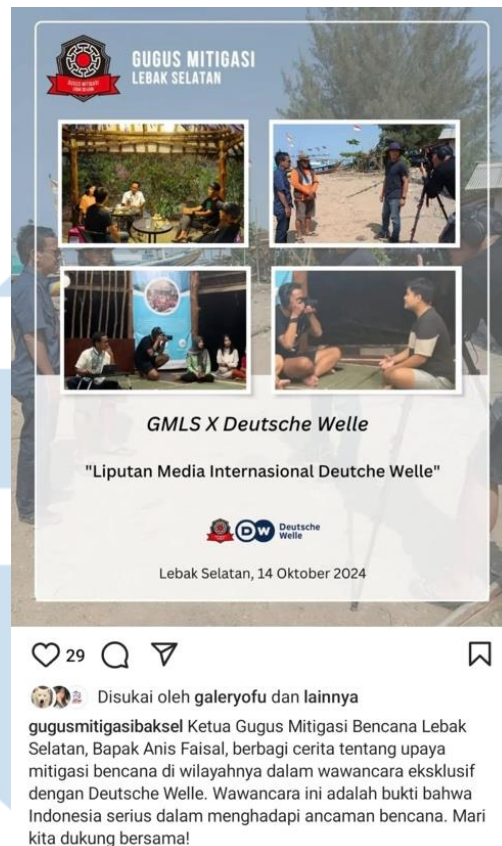 GUGUS MITIGASI
LEBAK SELATAN
GMLS X Deutsche Welle
"Liputan Media Internasional Deutche Welle"
DW Deutsche
Welle
Lebak Selatan, 14 Oktober 2024
29
Disukai oleh galeryofu dan lainnya
gugusmitigasibaksel Ketua Gugus Mitigasi Bencana Lebak
Selatan, Bapak Anis Faisal, berbagi cerita tentang upaya
mitigasi bencana di wilayahnya dalam wawancara eksklusif
dengan Deutsche Welle. Wawancara ini adalah bukti bahwa
Indonesia serius dalam menghadapi ancaman bencana. Mari
kita dukung bersama!